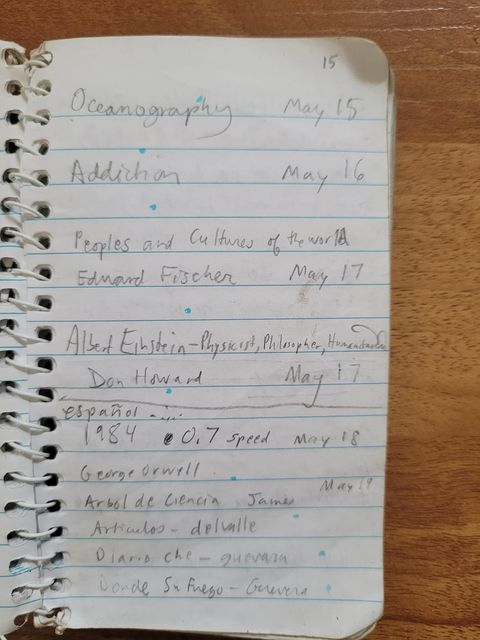 15
Oceanography May 15
Addiction May 16
Peoples and Cultures of the world
Edward Fischer May 17
Albert Einstein - Physicist, Philosopher, Humanitarian
Don Howard May 17
español .....
1984 0.7 speed May 18
George Orwell
May 19
Arbol de Ciencia James
Articulos - delvalle
Diario che - guevara
Donde Su Fuego - Guevera